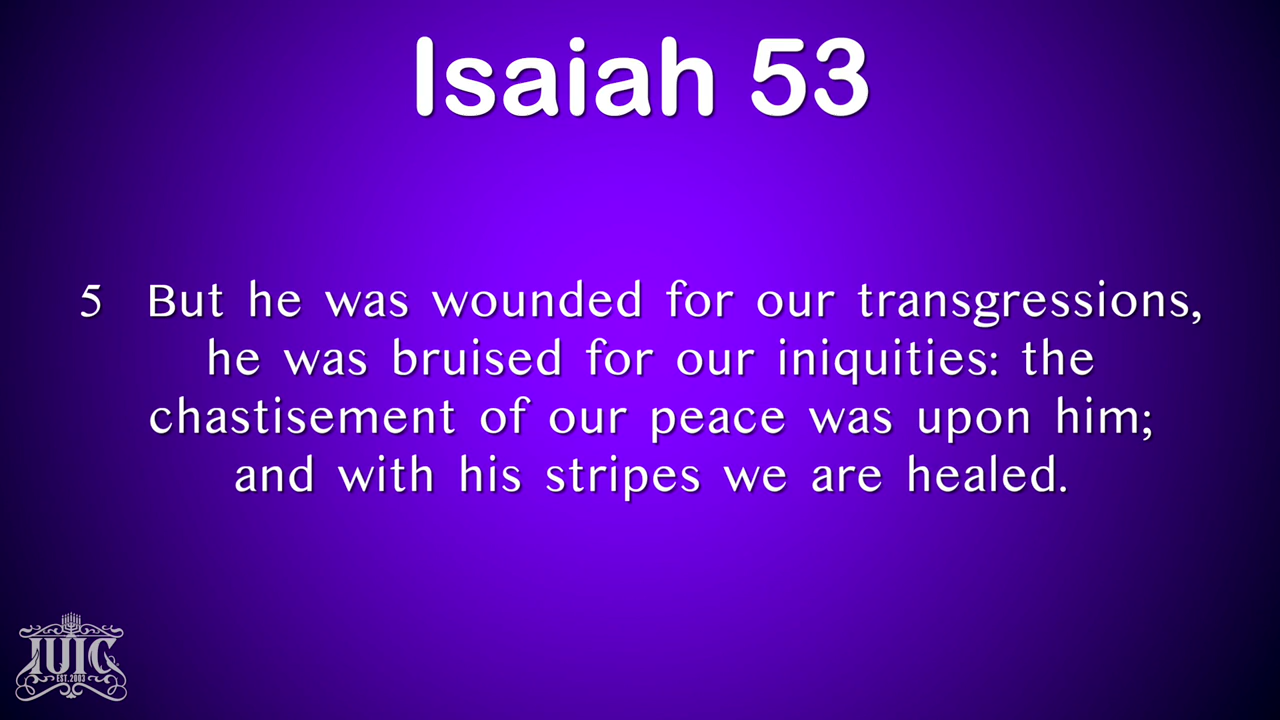 Isaiah 53
5 But he was wounded for our transgressions,
he was bruised for our iniquities: the
chastisement of our peace was upon him;
and with his stripes we are healed.
IUIC
EST. 2003